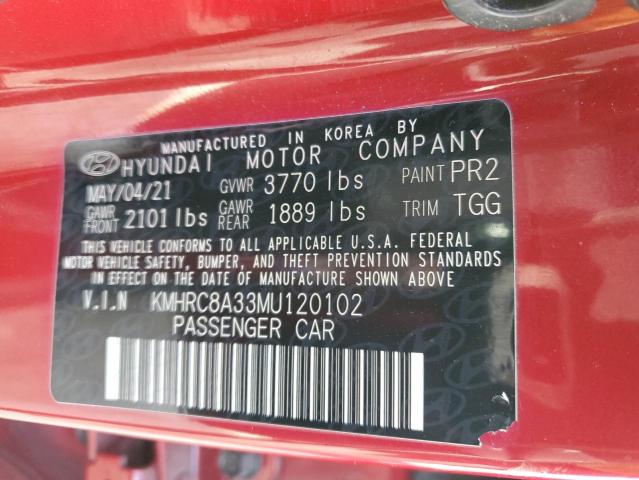 MANUFACTURED IN KOREA BY
HYUNDAI MOTOR COMPANY
MAY/04/21 GVWR 3770 lbs PAINT PR2
GAWR FRONT 2101 lbs GAWR REAR 1889 lbs TRIM TGG
THIS VEHICLE CONFORMS TO ALL APPLICABLE U.S.A. FEDERAL
MOTOR VEHICLE SAFETY, BUMPER, AND THEFT PREVENTION STANDARDS
IN EFFECT ON THE DATE OF MANUFACTURE SHOWN ABOVE
V.I.N KMHRC8A33MU120102
PASSENGER CAR